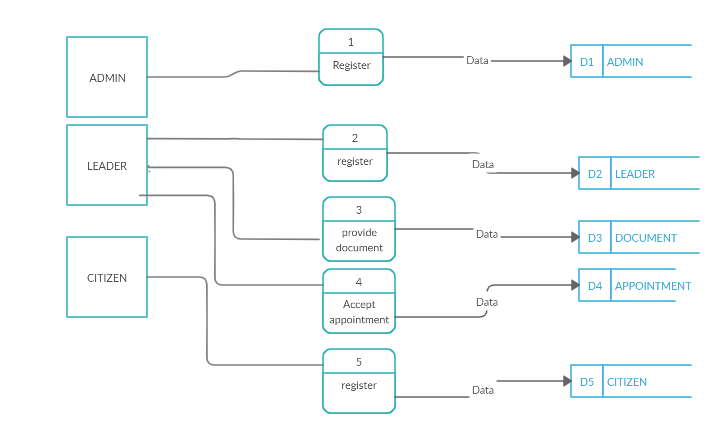 1
ADMIN
Register
Data
D1 ADMIN
2
LEADER
register
Data
D2 LEADER
3
provide
document
Data
D3 DOCUMENT
4
CITIZEN
Accept
appointment
Data
D4 APPOINTMENT
5
register
Data
D5 CITIZEN